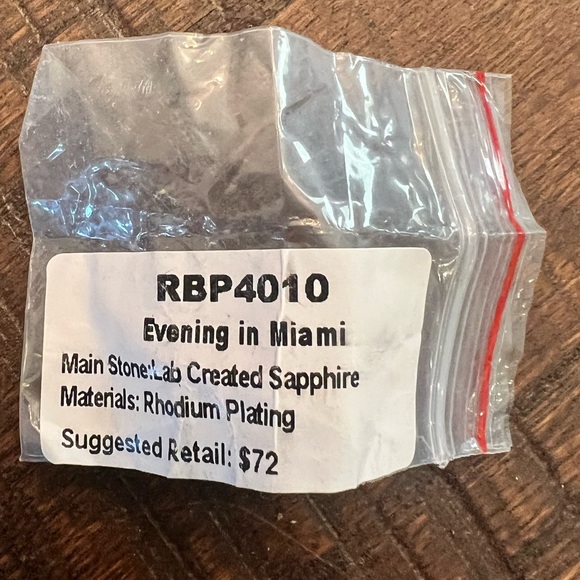 RBP4010
Evening in Miami
Main Stone:Lab Created Sapphire
Materials: Rhodium Plating
Suggested Retail: $72